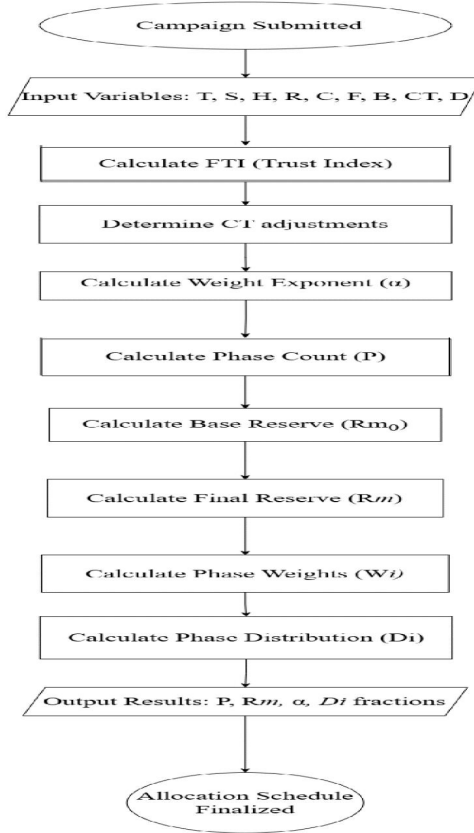 Campaign Submitted
Input Variables: T, S, H, R, C, F, B, CT, D
Calculate FTI (Trust Index)
Determine CT adjustments
Calculate Weight Exponent (α)
Calculate Phase Count (P)
Calculate Base Reserve (Rm₀)
Calculate Final Reserve (Rm)
Calculate Phase Weights (Wi)
Calculate Phase Distribution (Di)
Output Results: P, Rm, α, Di fractions
Allocation Schedule
Finalized